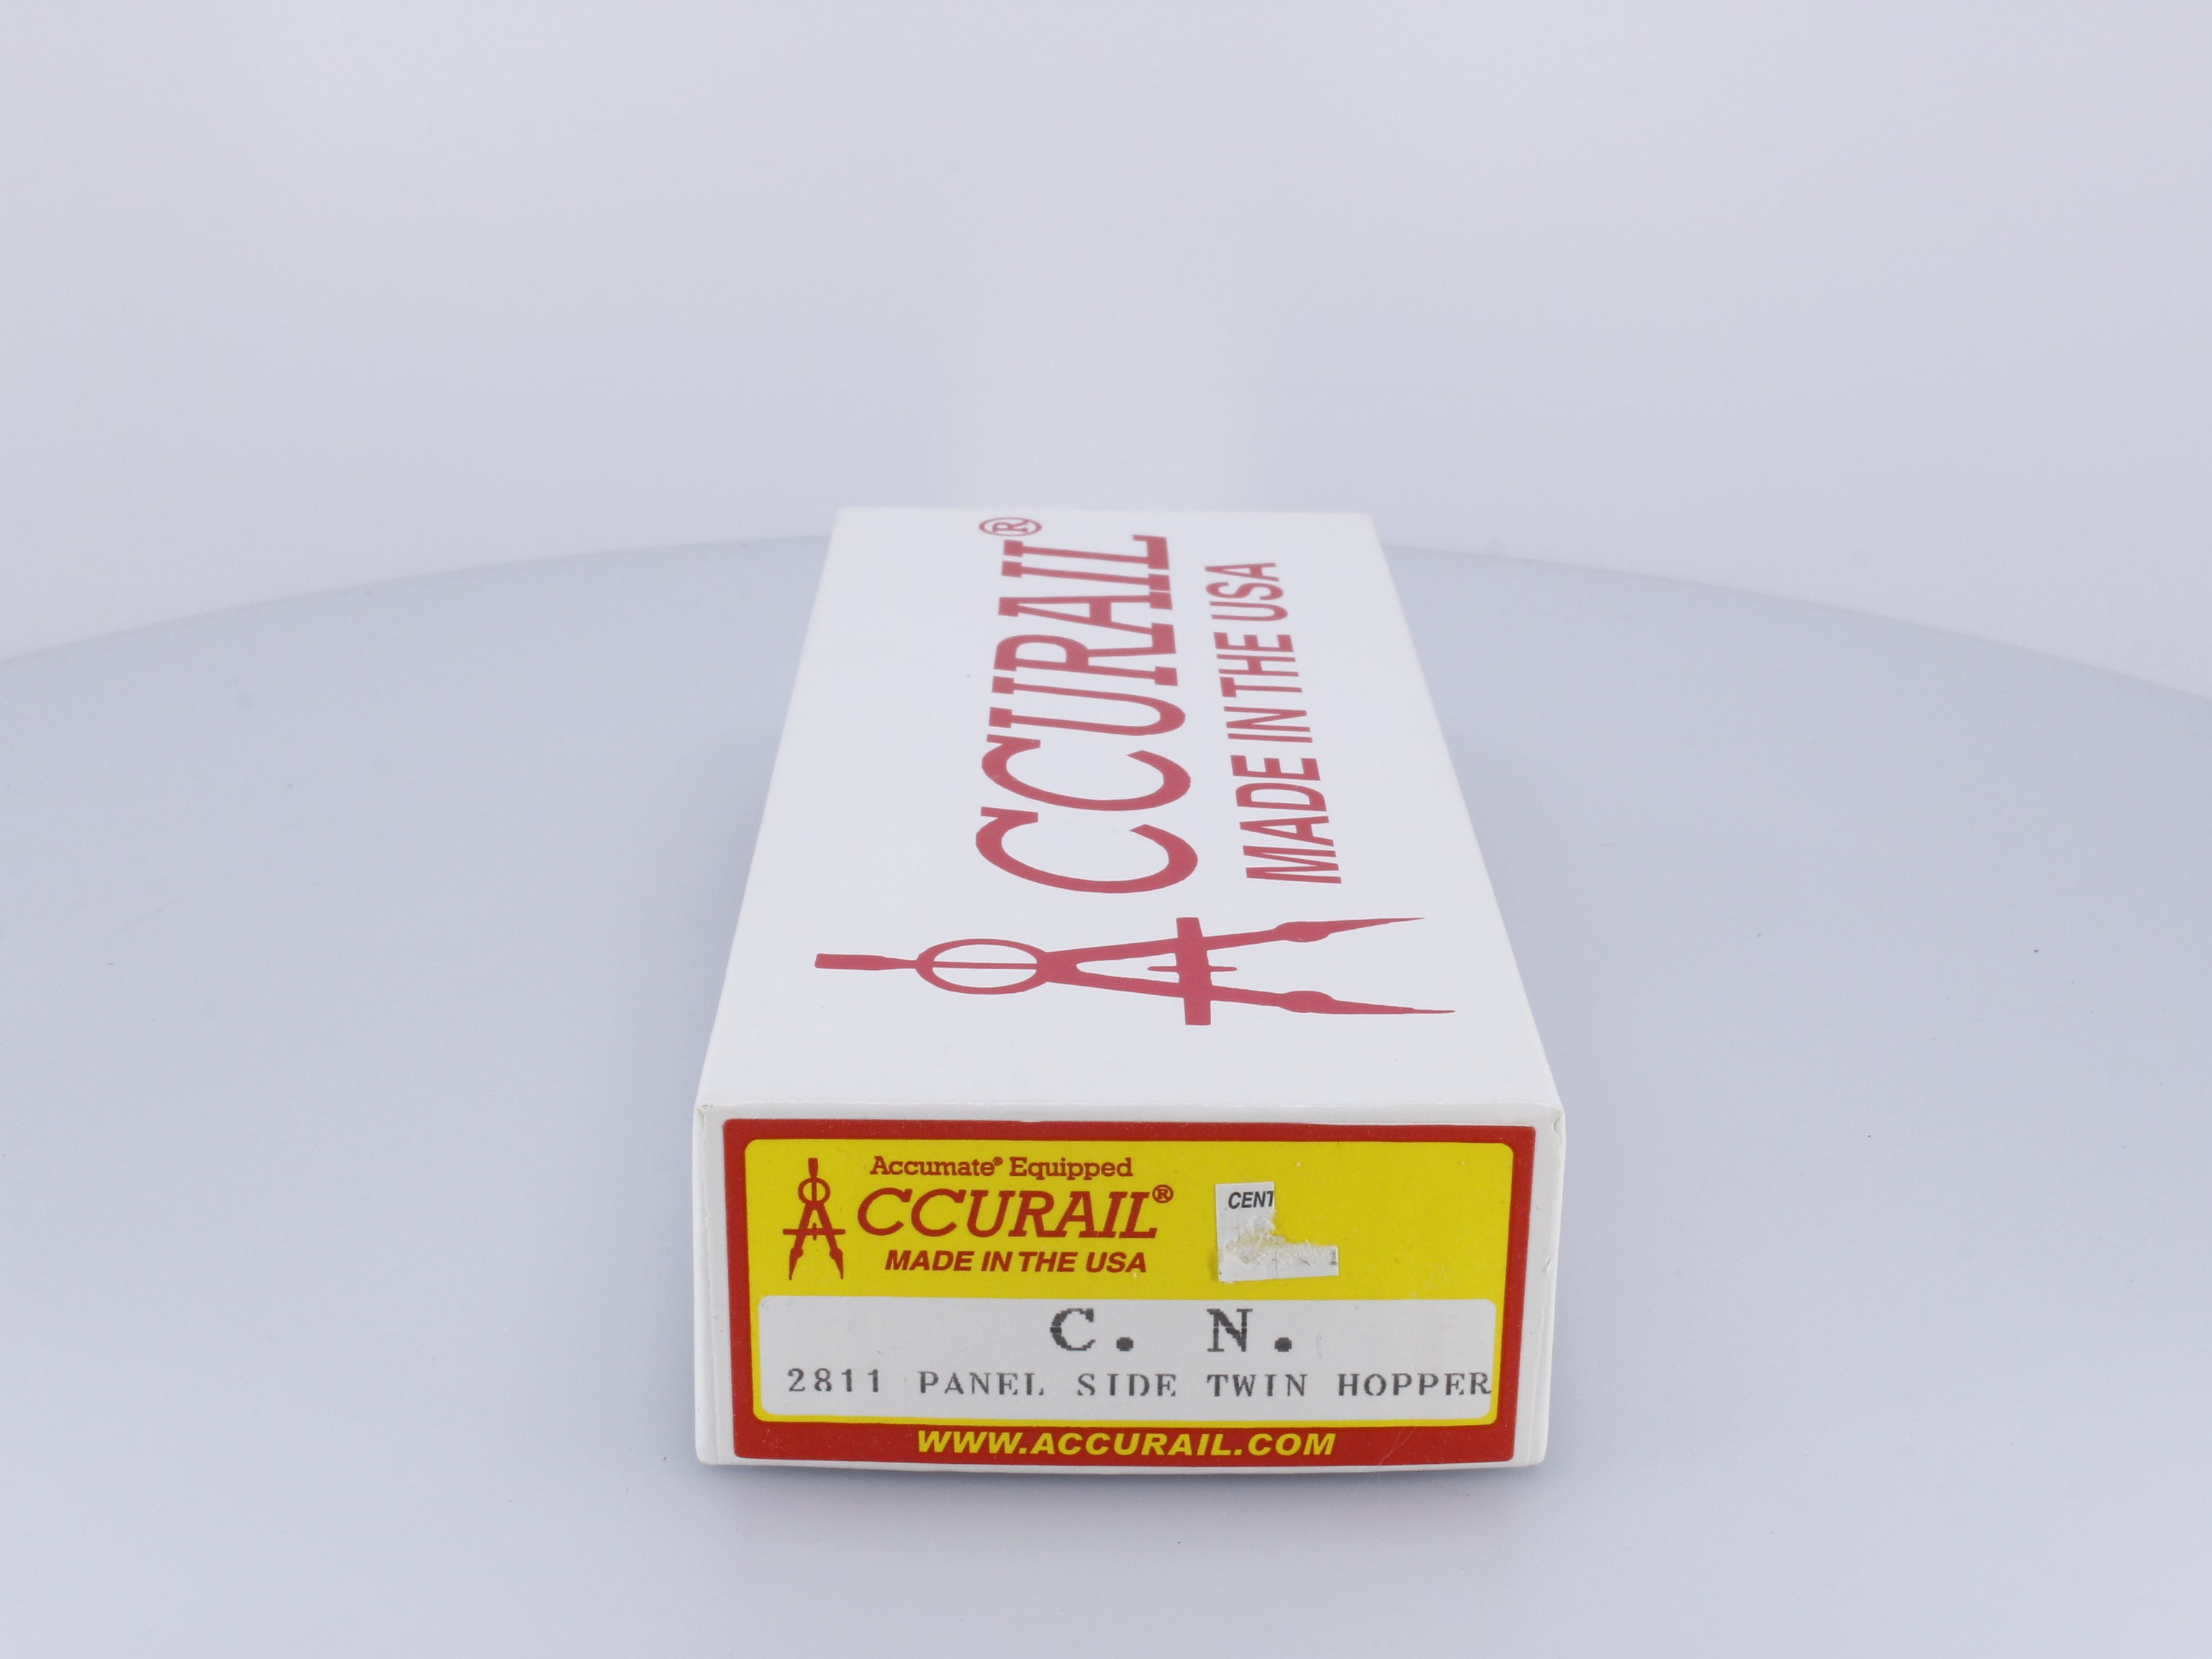 ACCURAIL®
MADE IN THE USA
Accumate® Equipped
ACCURAIL®
MADE IN THE USA
CENT
C. N.
2811 PANEL SIDE TWIN HOPPER
WWW.ACCURAIL.COM